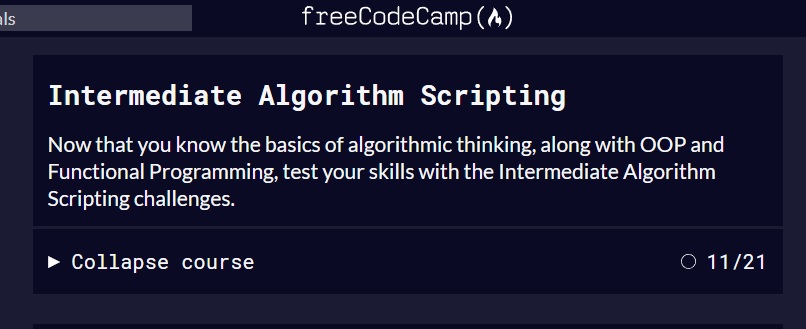 als
freeCodeCamp
Intermediate Algorithm Scripting
Now that you know the basics of algorithmic thinking, along with OOP and
Functional Programming, test your skills with the Intermediate Algorithm
Scripting challenges.
Collapse course 11/21